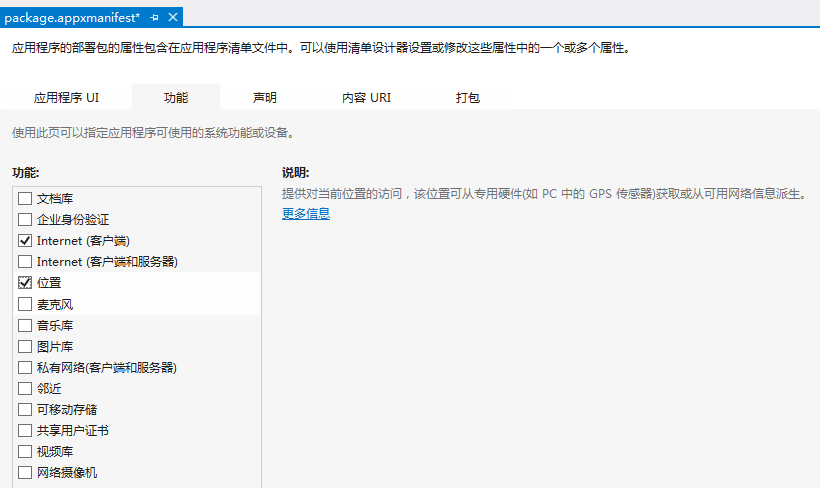 package.appxmanifest*
应用程序的部署包的属性包含在应用程序清单文件中。可以使用清单设计器设置或修改这些属性中的一个或多个属性。
应用程序 UI 功能 声明 内容 URI 打包
使用此页可以指定应用程序可使用的系统功能或设备。
功能:
文档库
企业身份验证
Internet (客户端)
Internet (客户端和服务器)
位置
麦克风
音乐库
图片库
私有网络(客户端和服务器)
邻近
可移动存储
共享用户证书
视频库
网络摄像机
说明:
提供对当前位置的访问，该位置可从专用硬件(如 PC 中的 GPS 传感器)获取或从可用网络信息派生。
更多信息